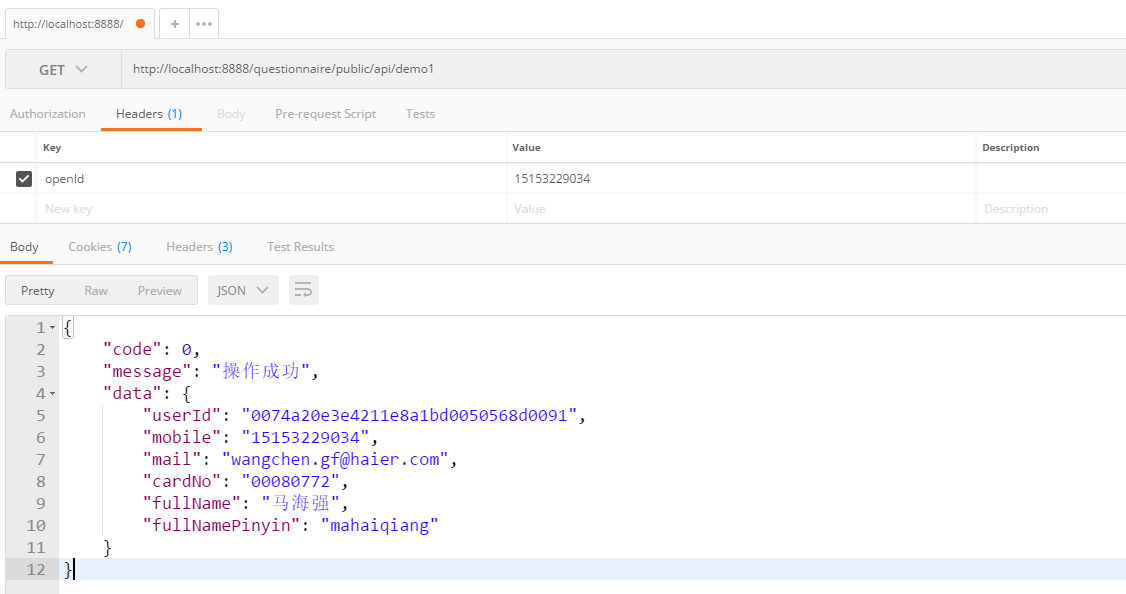 http://localhost:8888/
GET http://localhost:8888/questionnaire/public/api/demo1
Authorization Headers (1) Body Pre-request Script Tests
Key Value Description
openId 15153229034
New key Value Description
Body Cookies (7) Headers (3) Test Results
Pretty Raw Preview JSON
1 {
2 "code": 0,
3 "message": "操作成功",
4 "data": {
5 "userId": "0074a20e3e4211e8a1bd0050568d0091",
6 "mobile": "15153229034",
7 "mail": "wangchen.gf@haier.com",
8 "cardNo": "00080772",
9 "fullName": "马海强",
10 "fullNamePinyin": "mahaiqiang"
11 }
12 }